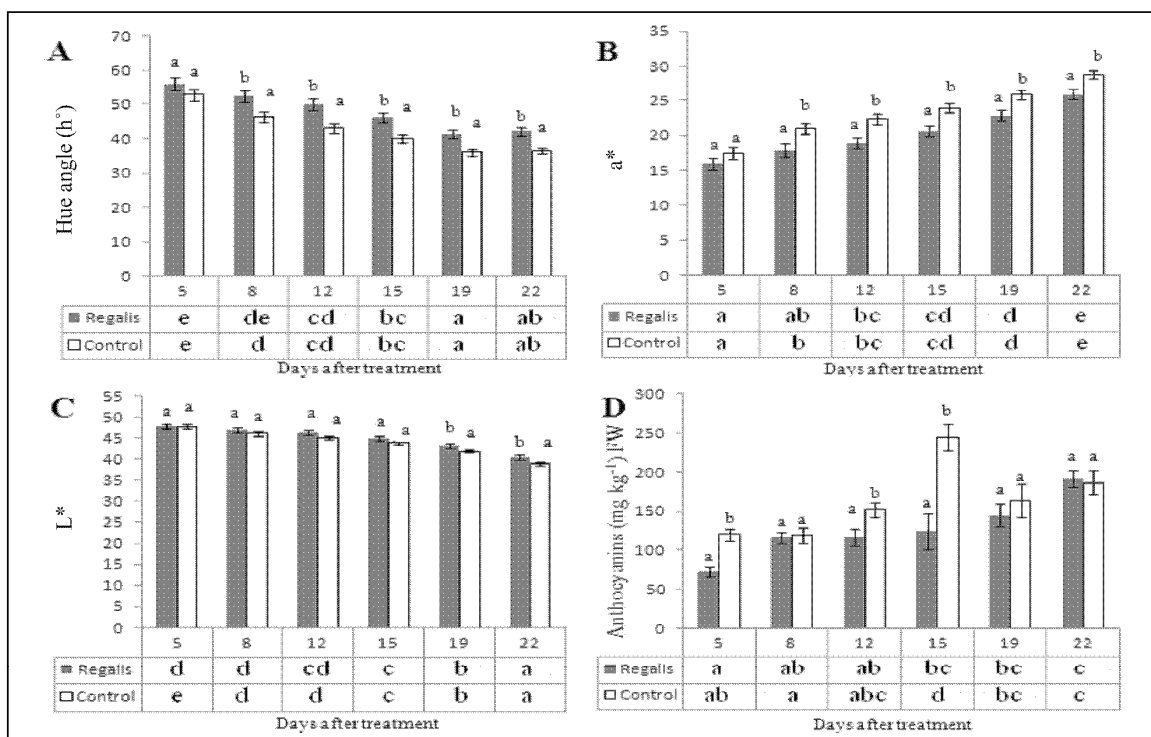 A
Hue angle (h°)
70
60
50
40
30
20
10
0
a a b a b a b a b a b a
5 8 12 15 19 22
Regalis e de cd bc a ab
Control e d cd bc a ab
Days after treatment
B
a*
35
30
25
20
15
10
5
0
a a a b a b a b a b a b
5 8 12 15 19 22
Regalis a ab bc cd d e
Control a b bc cd d e
Days after treatment
C
L*
55
50
45
40
35
30
25
20
15
10
5
0
a a a a a a a a b a b a
5 8 12 15 19 22
Regalis d d cd c b a
Control e d d c b a
Days after treatment
D
Anthocyanins (mg kg⁻¹) FW
300
250
200
150
100
50
0
a b a a a b a b a a a a
5 8 12 15 19 22
Regalis a ab ab bc bc c
Control ab a abc d bc c
Days after treatment